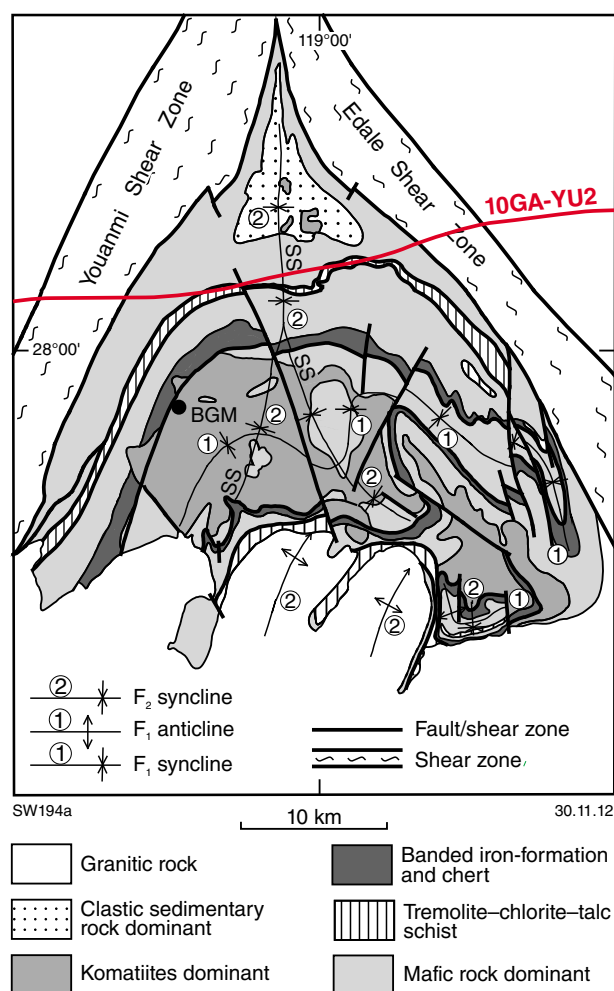 119°00'
Youanmi Shear Zone
Edale Shear Zone
10GA-YU2
2
SS
2
28°00'
SS
BGM
1
2
1
1
SS
2
1
2
2
2
1
2 F2 syncline
1 F1 anticline
1 F1 syncline
Fault/shear zone
Shear zone
SW194a
10 km
30.11.12
Granitic rock
Banded iron-formation
and chert
Clastic sedimentary
rock dominant
Tremolite–chlorite–talc
schist
Komatiites dominant
Mafic rock dominant